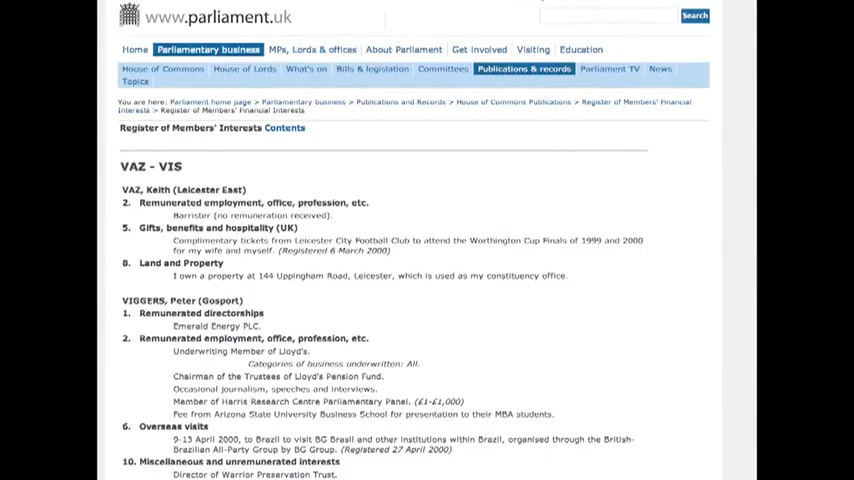 www.parliament.uk
Search
Home Parliamentary business MPs, Lords & offices About Parliament Get involved Visiting Education
House of Commons House of Lords What's on Bills & legislation Committees Publications & records Parliament TV News
Topics
You are here: Parliament home page > Parliamentary business > Publications and Records > House of Commons Publications > Register of Members' Financial
Interests > Register of Members' Financial Interests
Register of Members' Interests Contents
VAZ - VIS
VAZ, Keith (Leicester East)
2. Remunerated employment, office, profession, etc.
Barrister (no remuneration received).
5. Gifts, benefits and hospitality (UK)
Complimentary tickets from Leicester City Football Club to attend the Worthington Cup Finals of 1999 and 2000
for my wife and myself. (Registered 6 March 2000)
8. Land and Property
I own a property at 144 Uppingham Road, Leicester, which is used as my constituency office.
VIGGERS, Peter (Gosport)
1. Remunerated directorships
Emerald Energy PLC.
2. Remunerated employment, office, profession, etc.
Underwriting Member of Lloyd's.
Categories of business underwritten: All.
Chairman of the Trustees of Lloyd's Pension Fund.
Occasional journalism, speeches and interviews.
Member of Harris Research Centre Parliamentary Panel. (£1-£1,000)
Fee from Arizona State University Business School for presentation to their MBA students.
6. Overseas visits
9-13 April 2000, to Brazil to visit BG Brasil and other institutions within Brazil, organised through the British-
Brazilian All-Party Group by BG Group. (Registered 27 April 2000)
10. Miscellaneous and unremunerated interests
Director of Warrior Preservation Trust.